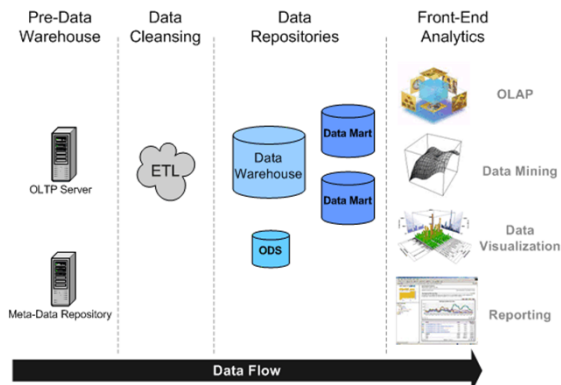 Pre-Data
Warehouse
Data
Cleansing
Data
Repositories
Front-End
Analytics
OLTP Server
Meta-Data Repository
ETL
Data
Warehouse
Data Mart
Data Mart
ODS
OLAP
Data Mining
Data
Visualization
Reporting
Data Flow